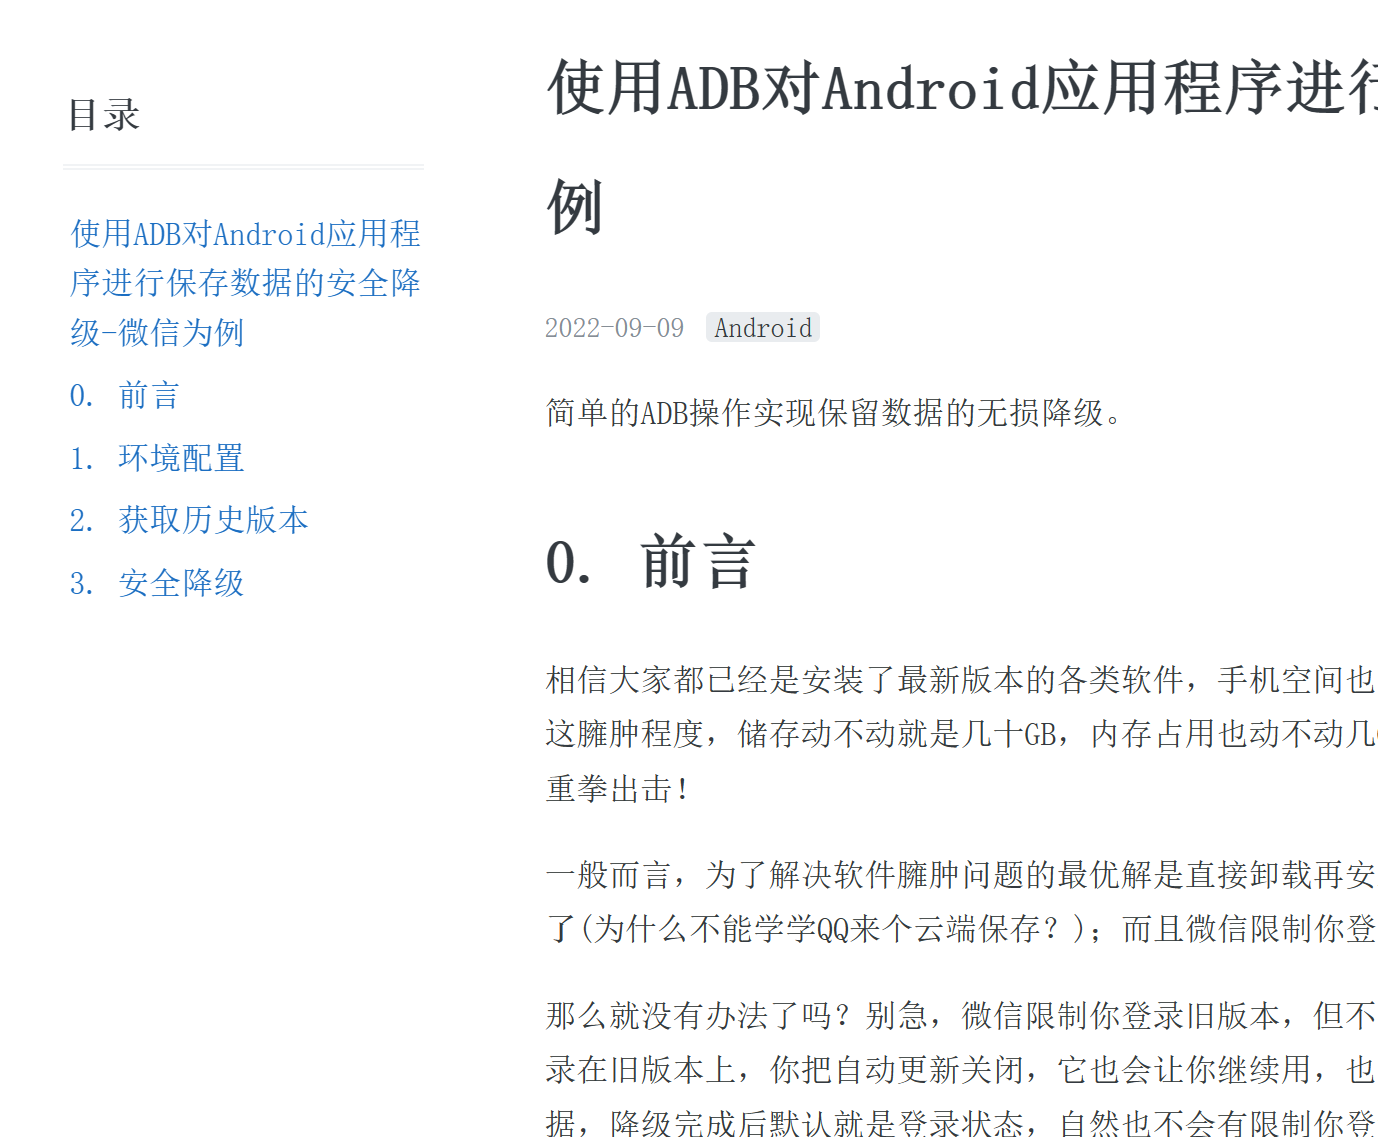 目录
使用ADB对Android应用程
序进行保存数据的安全降
级-微信为例
0. 前言
1. 环境配置
2. 获取历史版本
3. 安全降级
使用ADB对Android应用程序进行
例
2022-09-09 Android
简单的ADB操作实现保留数据的无损降级。
0. 前言
相信大家都已经是安装了最新版本的各类软件，手机空间也
这臃肿程度，储存动不动就是几十GB，内存占用也动不动几
重拳出击！
一般而言，为了解决软件臃肿问题的最优解是直接卸载再安
了(为什么不能学学QQ来个云端保存？)；而且微信限制你登
那么就没有办法了吗？别急，微信限制你登录旧版本，但不
录在旧版本上，你把自动更新关闭，它也会让你继续用，也
据，降级完成后默认就是登录状态，自然也不会有限制你登